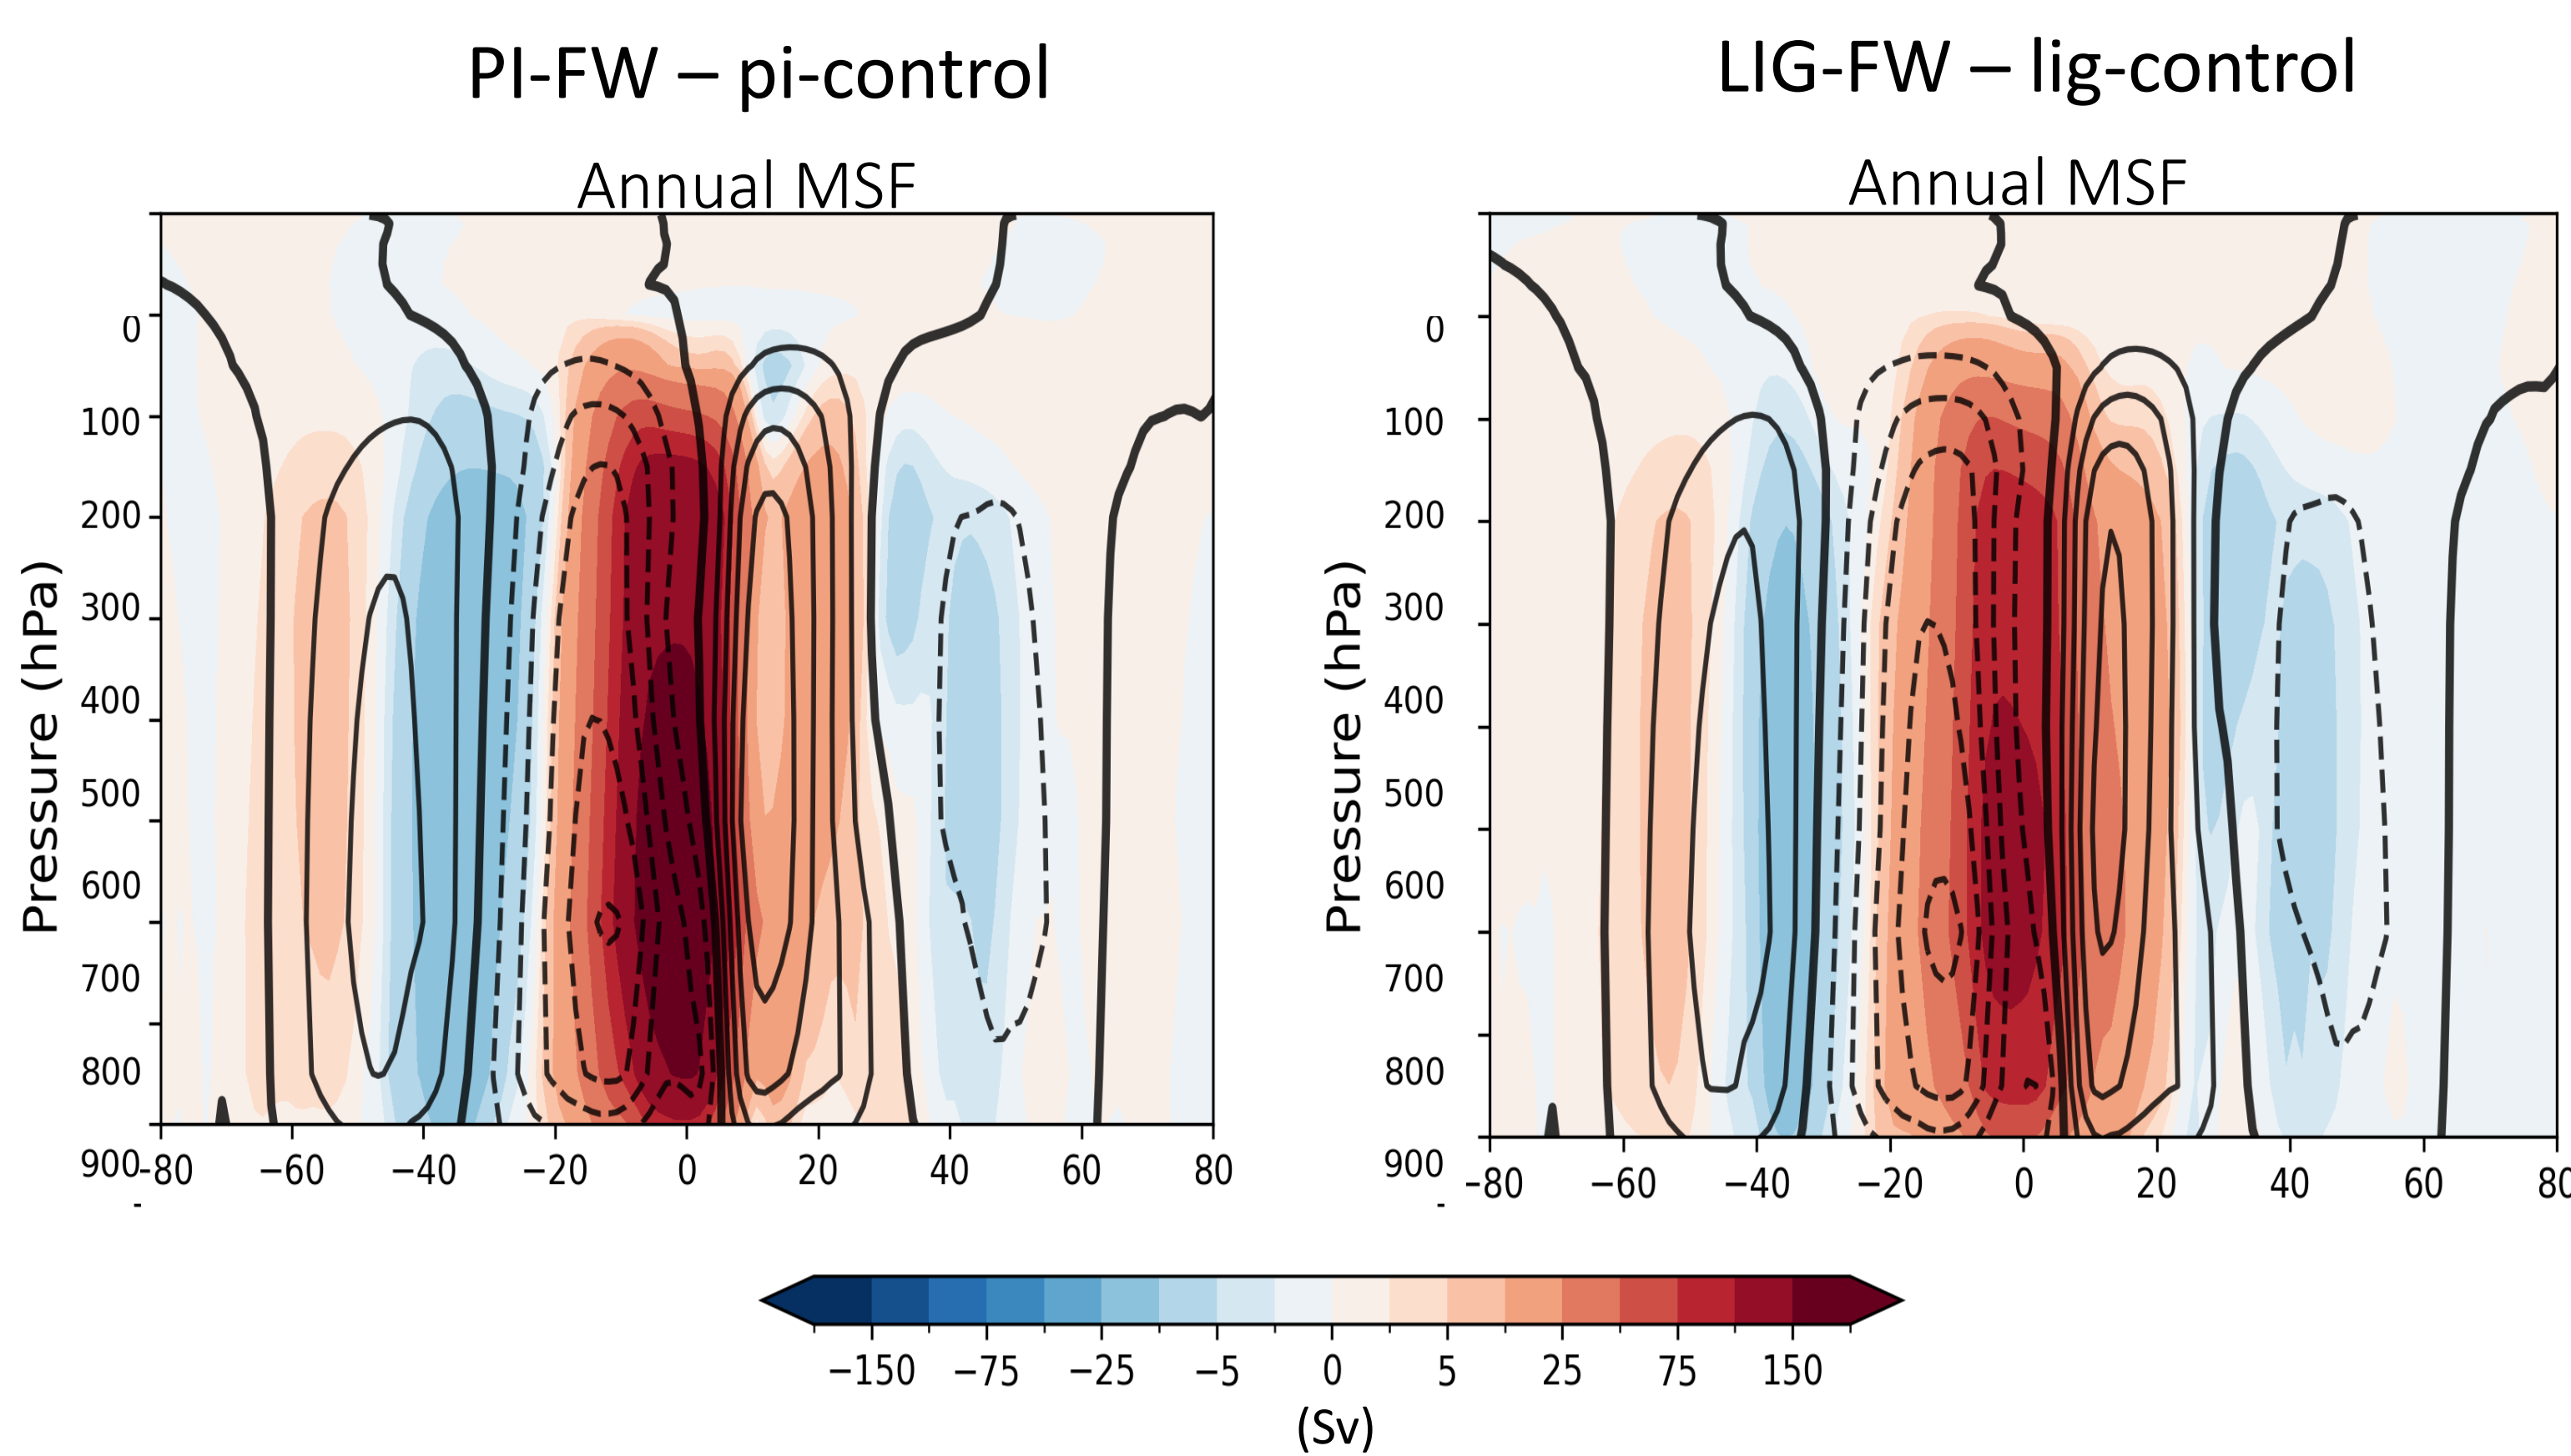 PI-FW – pi-control
LIG-FW – lig-control
Annual MSF
Annual MSF
Pressure (hPa)
0
100
200
300
400
500
600
700
800
900
-
−80 −60 −40 −20 0 20 40 60 80
Pressure (hPa)
0
100
200
300
400
500
600
700
800
900
-
−80 −60 −40 −20 0 20 40 60 80
−150 −75 −25 −5 0 5 25 75 150
(Sv)